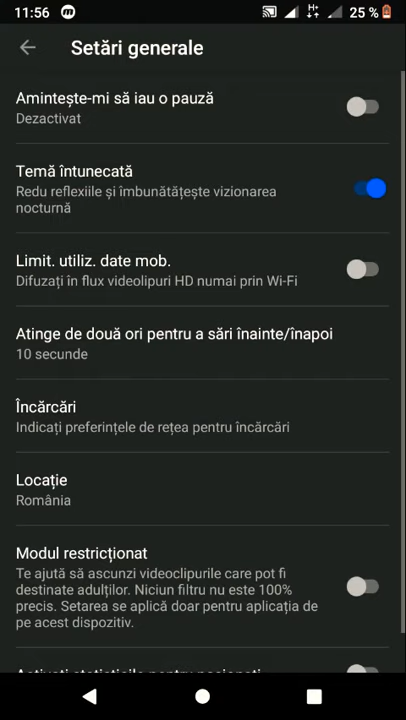 11:56 m H+ 25 %
Setări generale
Amintește-mi să iau o pauză
Dezactivat
Temă întunecată
Redu reflexiile și îmbunătățește vizionarea
nocturnă
Limit. utiliz. date mob.
Difuzați în flux videolipuri HD numai prin Wi-Fi
Atinge de două ori pentru a sări înainte/înapoi
10 secunde
Încărcări
Indicați preferințele de rețea pentru încărcări
Locație
România
Modul restricționat
Te ajută să ascunzi videoclipurile care pot fi
destinate adulților. Niciun filtru nu este 100%
precis. Setarea se aplică doar pentru aplicația de
pe acest dispozitiv.